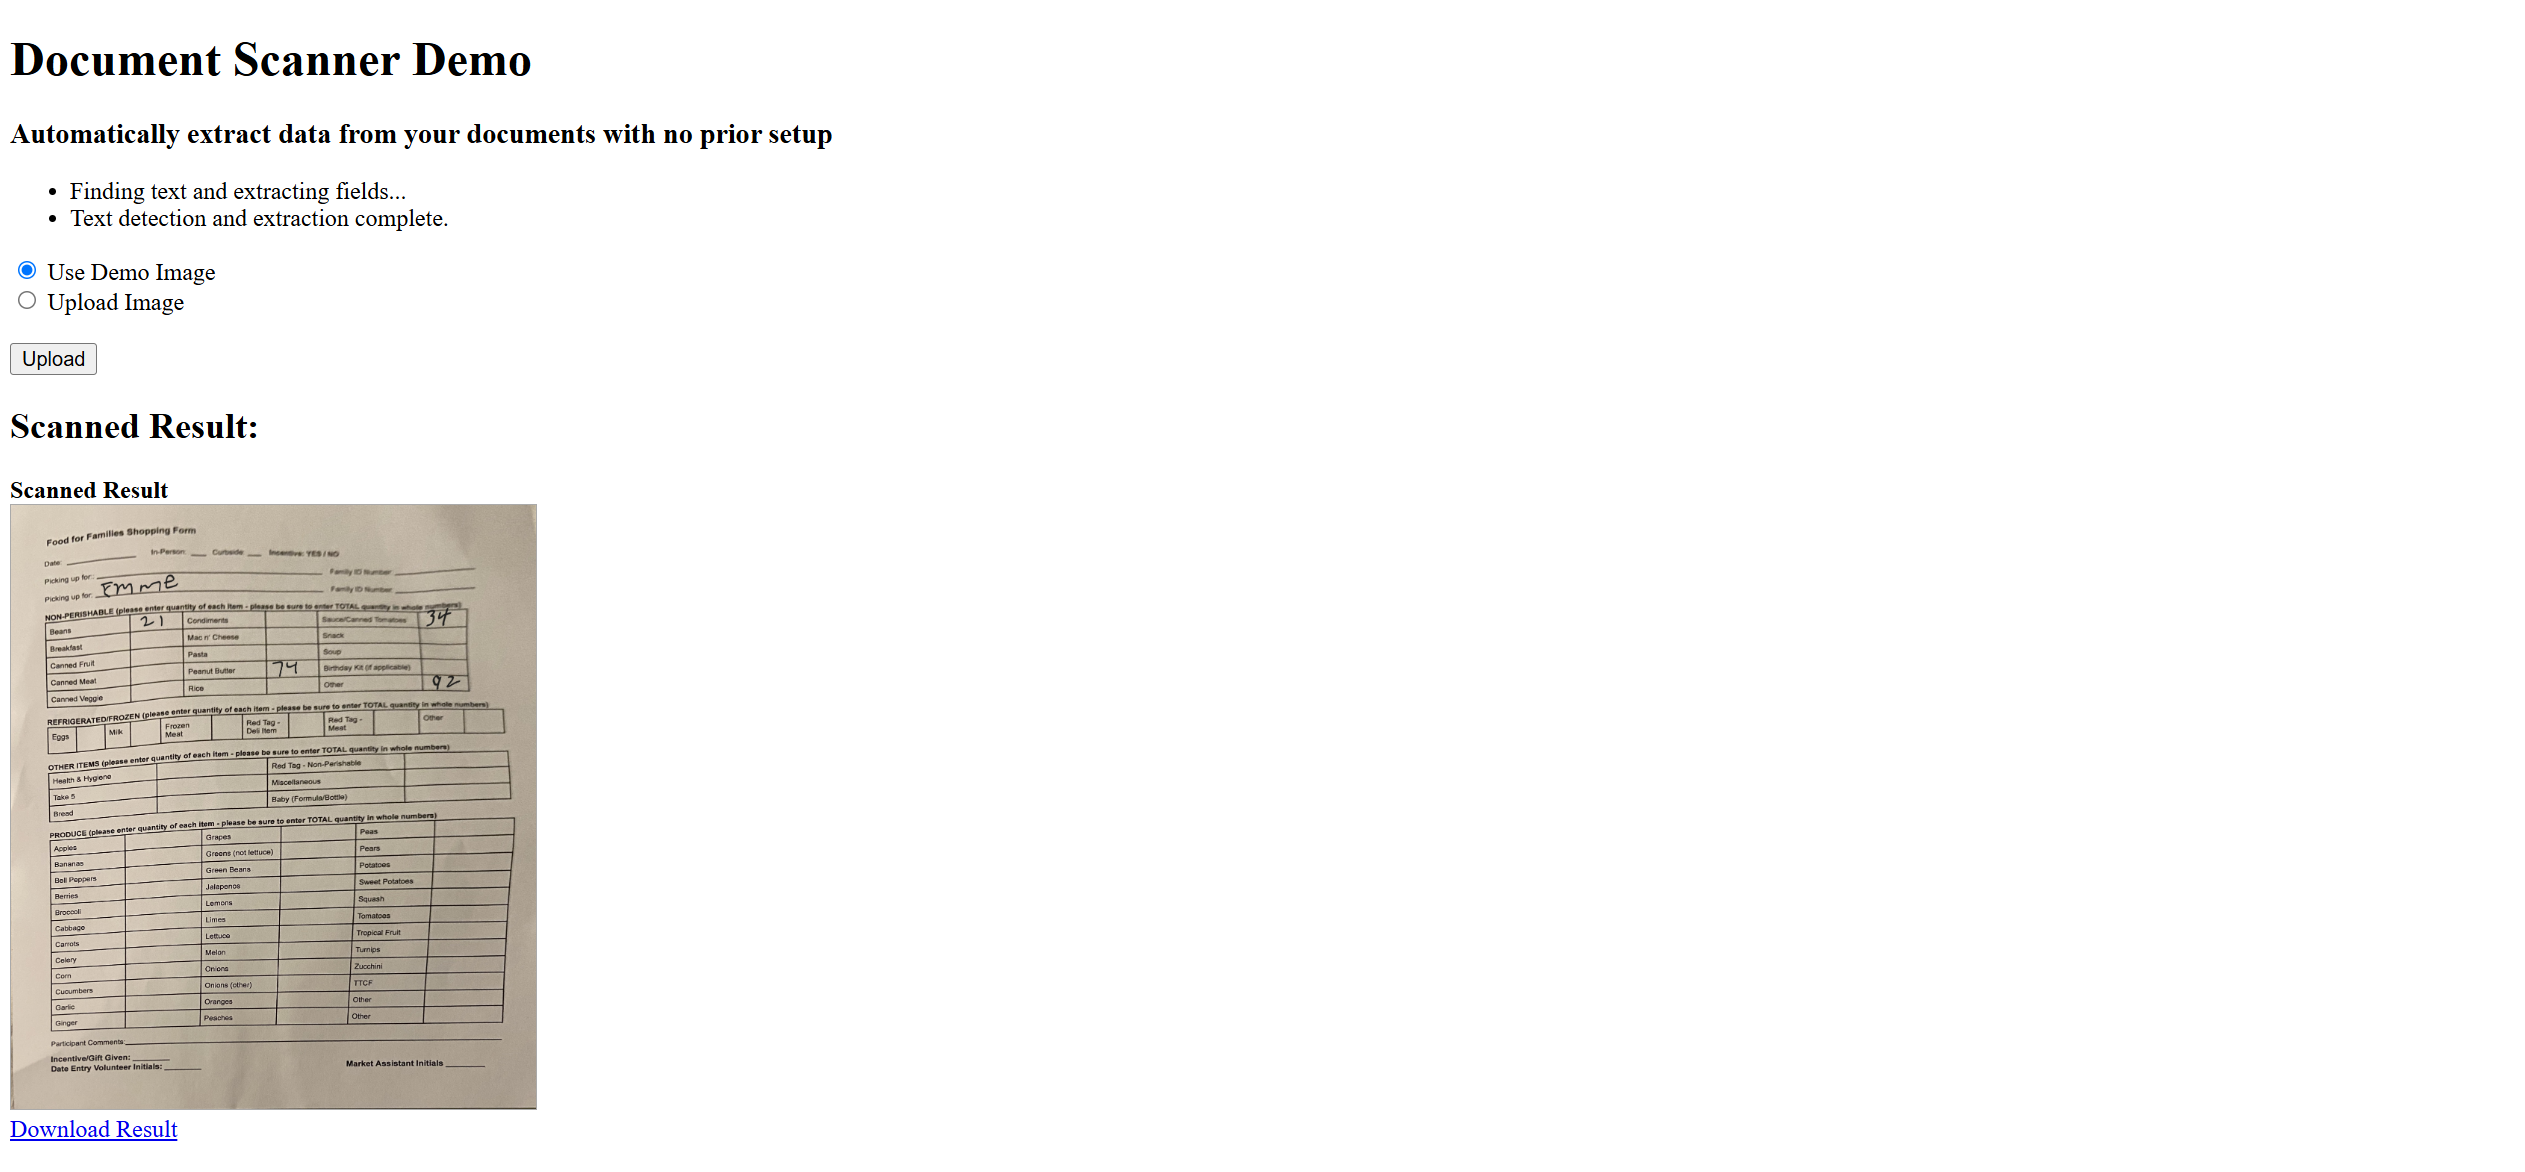 Document Scanner Demo
Automatically extract data from your documents with no prior setup
• Finding text and extracting fields...
• Text detection and extraction complete.
Use Demo Image
Upload Image
Upload
Scanned Result:
Scanned Result
Food for Families Shopping Form
Date: In-Person: Curbside Incentive: YES / NO
Picking up for: Family ID Number
Picking up for: Emme Family ID Number
NON-PERISHABLE (please enter quantity of each item - please be sure to enter TOTAL quantity in whole numbers)
Beans 21 Condiments Sauce/Canned Tomatoes 34
Breakfast Mac n' Cheese Snack
Canned Fruit Pasta Soup
Canned Meat Peanut Butter 74 Birthday Kit (if applicable)
Canned Veggie Rice Other 92
REFRIGERATED/FROZEN (please enter quantity of each item - please be sure to enter TOTAL quantity in whole numbers)
Eggs Milk Frozen Meat Red Tag - Deli Item Red Tag - Meat Other
OTHER ITEMS (please enter quantity of each item - please be sure to enter TOTAL quantity in whole numbers)
Health & Hygiene Red Tag - Non-Perishable
Take 5 Miscellaneous
Bread Baby (Formula/Bottle)
PRODUCE (please enter quantity of each item - please be sure to enter TOTAL quantity in whole numbers)
Apples Grapes Peas
Bananas Greens (not lettuce) Pears
Bell Peppers Green Beans Potatoes
Berries Jalapenos Sweet Potatoes
Broccoli Lemons Squash
Cabbage Limes Tomatoes
Carrots Lettuce Tropical Fruit
Celery Melon Turnips
Corn Onions Zucchini
Cucumbers Onions (other) TTCF
Garlic Oranges Other
Ginger Peaches Other
Participant Comments:
Incentive/Gift Given:
Date Entry Volunteer Initials: Market Assistant Initials
Download Result